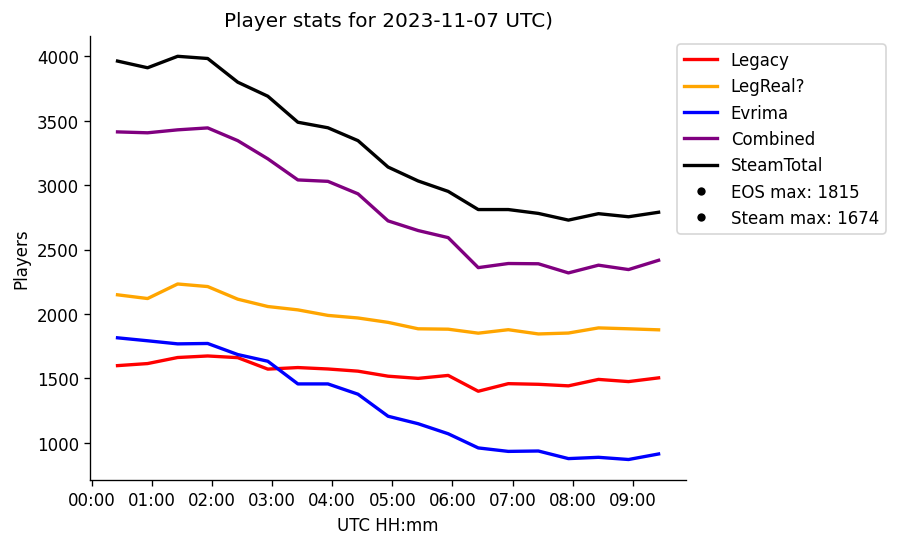 Player stats for 2023-11-07 UTC)
4000
3500
3000
2500
2000
1500
1000
Players
00:00 01:00 02:00 03:00 04:00 05:00 06:00 07:00 08:00 09:00
UTC HH:mm
Legacy
LegReal?
Evrima
Combined
SteamTotal
EOS max: 1815
Steam max: 1674